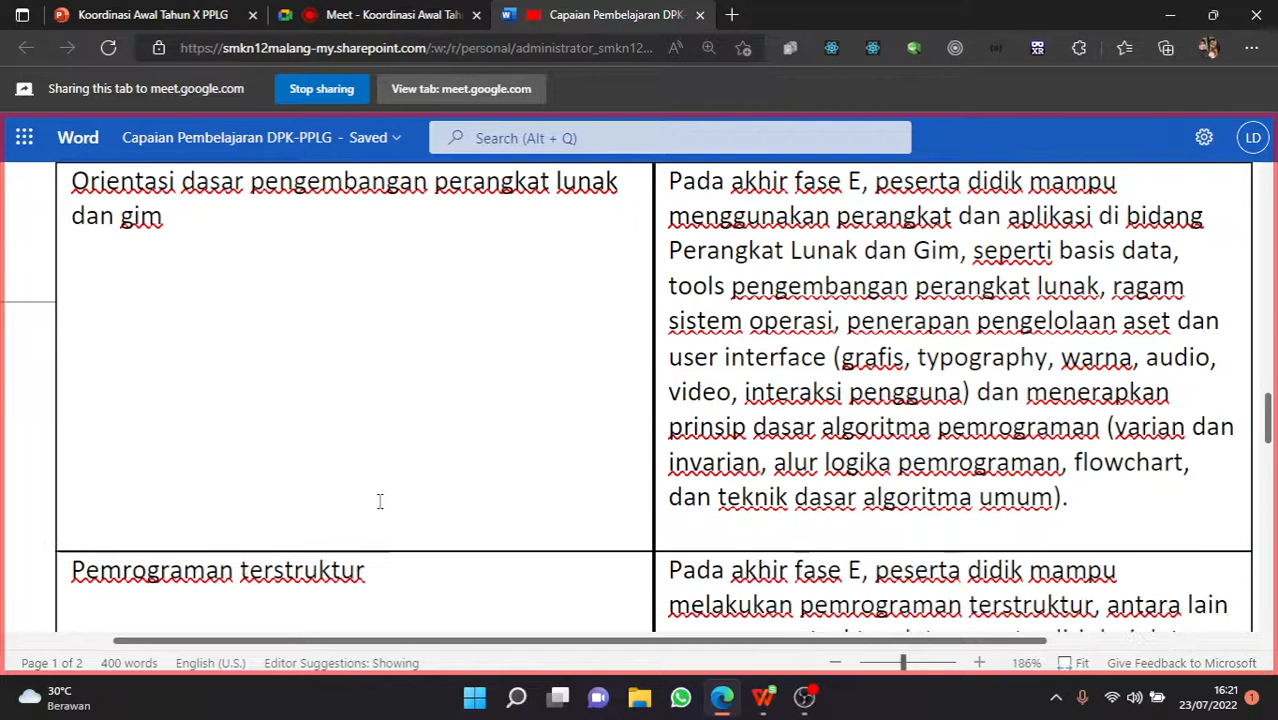 Koordinasi Awal Tahun X PPLG
Meet - Koordinasi Awal Tah
Capaian Pembelajaran DPK-
https://smkn12malang-my.sharepoint.com/:w:/r/personal/administrator_smkn12...
Sharing this tab to meet.google.com
Stop sharing
View tab: meet.google.com
Word
Capaian Pembelajaran DPK-PPLG - Saved
Search (Alt + Q)
LD
Orientasi dasar pengembangan perangkat lunak
dan gim
Pada akhir fase E, peserta didik mampu
menggunakan perangkat dan aplikasi di bidang
Perangkat Lunak dan Gim, seperti basis data,
tools pengembangan perangkat lunak, ragam
sistem operasi, penerapan pengelolaan aset dan
user interface (grafis, typography, warna, audio,
video, interaksi pengguna) dan menerapkan
prinsip dasar algoritma pemrograman (varian dan
invarian, alur logika pemrograman, flowchart,
dan teknik dasar algoritma umum).
Pemrograman terstruktur
Pada akhir fase E, peserta didik mampu
melakukan pemrograman terstruktur, antara lain
Page 1 of 2
400 words
English (U.S.)
Editor Suggestions: Showing
186%
Fit
Give Feedback to Microsoft
30°C
Berawan
16:21
23/07/2022
1